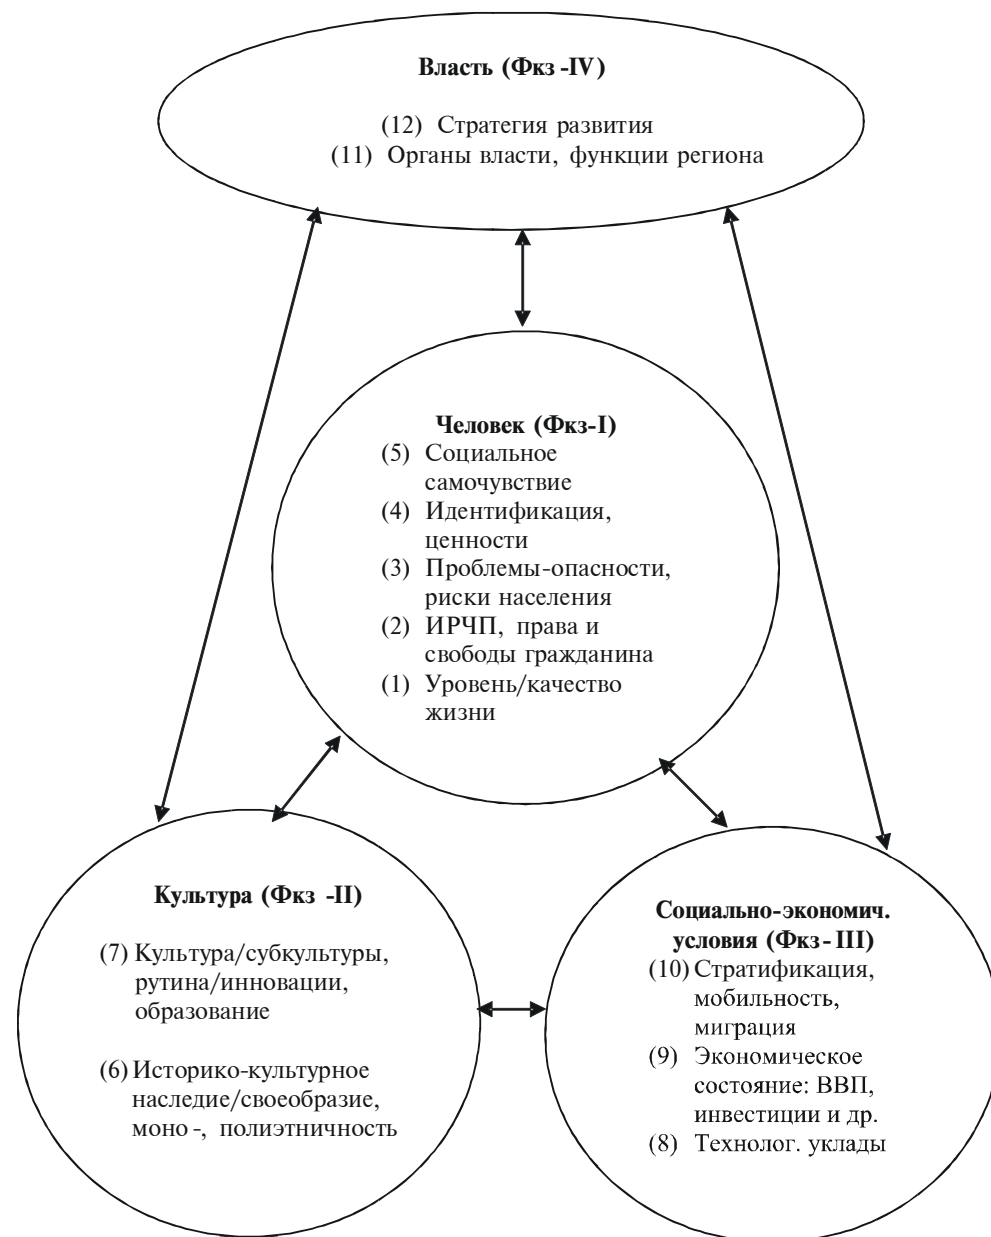 Власть (Фкз -IV)
(12) Стратегия развития
(11) Органы власти, функции региона
Человек (Фкз-I)
(5) Социальное
самочувствие
(4) Идентификация,
ценности
(3) Проблемы-опасности,
риски населения
(2) ИРЧП, права и
свободы гражданина
(1) Уровень/качество
жизни
Культура (Фкз -II)
(7) Культура/субкультуры,
рутина/инновации,
образование
(6) Историко-культурное
наследие/своеобразие,
моно -, полиэтничность
Социально-экономич.
условия (Фкз- III)
(10) Стратификация,
мобильность,
миграция
(9) Экономическое
состояние: ВВП,
инвестиции и др.
(8) Технолог. уклады